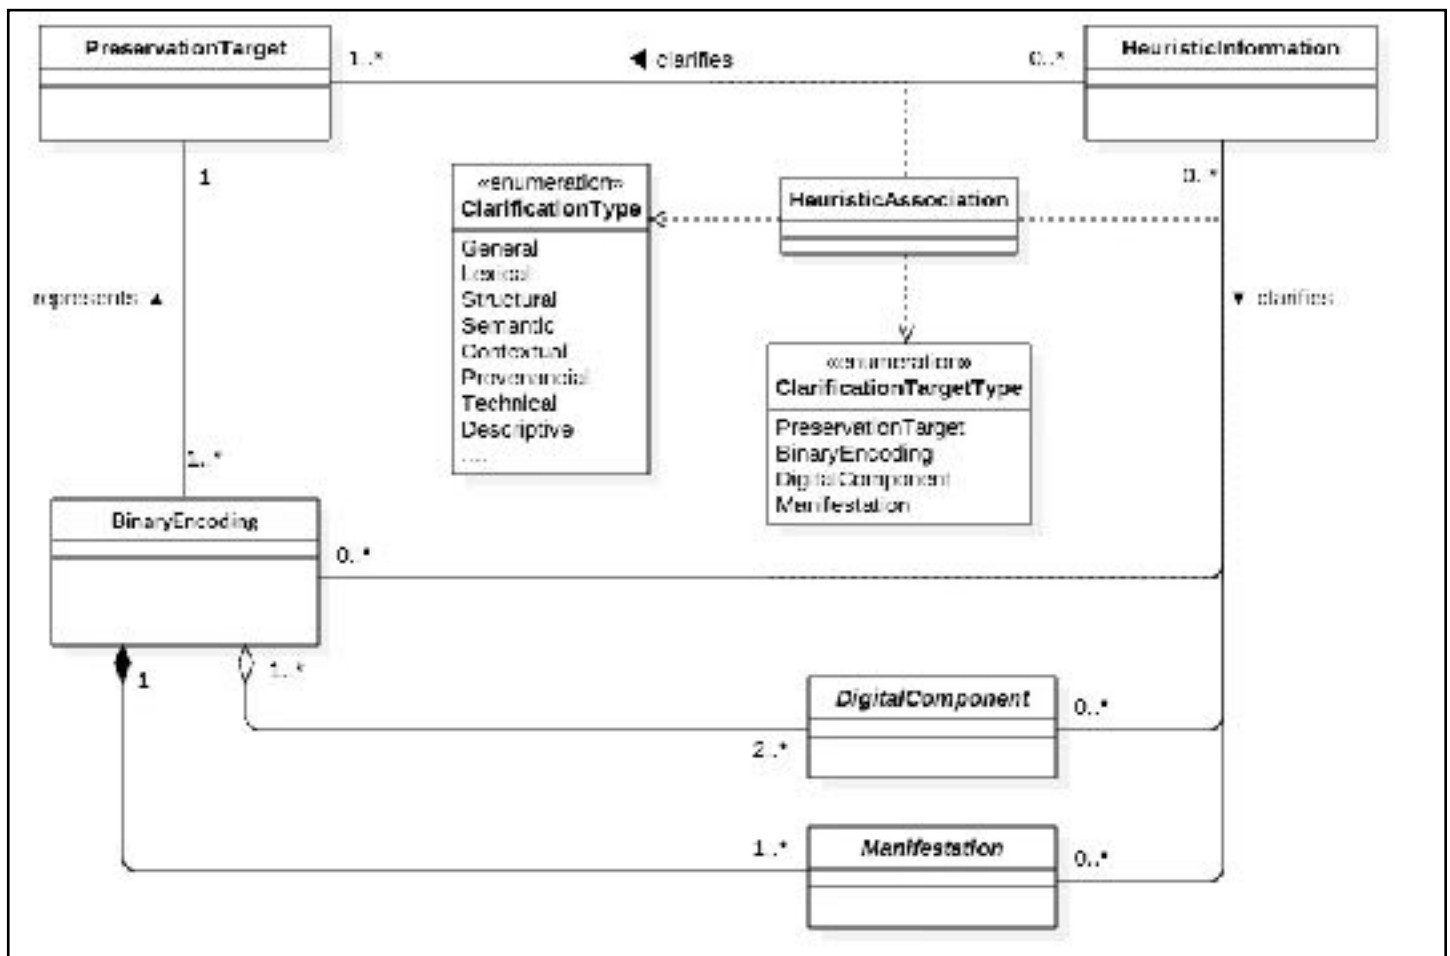 PreservationTarget
1..*
◀ clarifies
0..*
HeuristicInformation
1
0..*
«enumeration»
ClarificationType
General
Lexical
Structural
Semantic
Contextual
Provenancial
Technical
Descriptive
....
HeuristicAssociation
represents ▲
▼ clarifies
«enumeration»
ClarificationTargetType
PreservationTarget
BinaryEncoding
DigitalComponent
Manifestation
1..*
BinaryEncoding
0..*
1
1..*
DigitalComponent
0..*
2..*
1..*
Manifestation
0..*